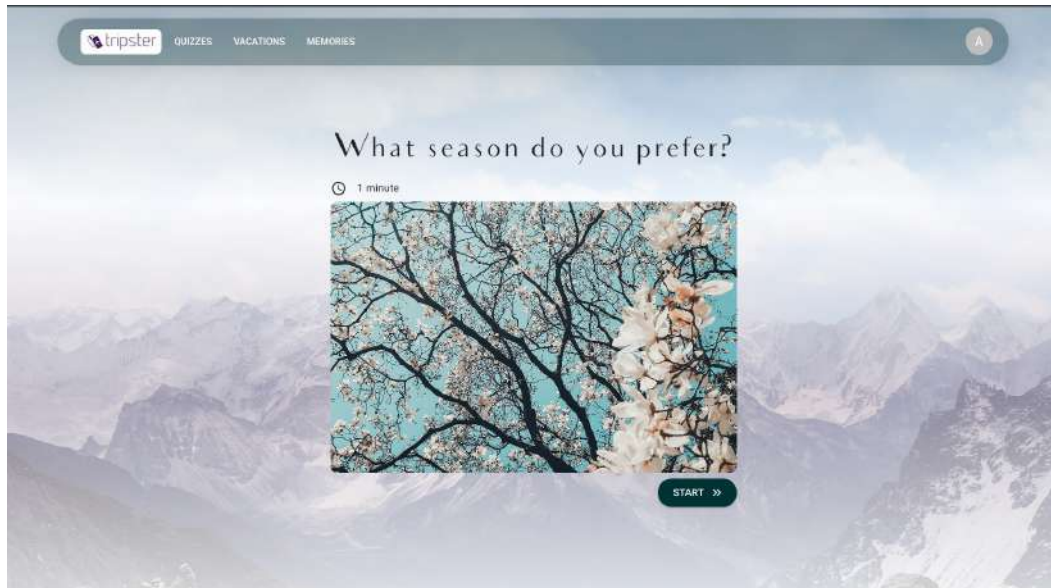 tripster QUIZZES VACATIONS MEMORIES A
What season do you prefer?
1 minute
START